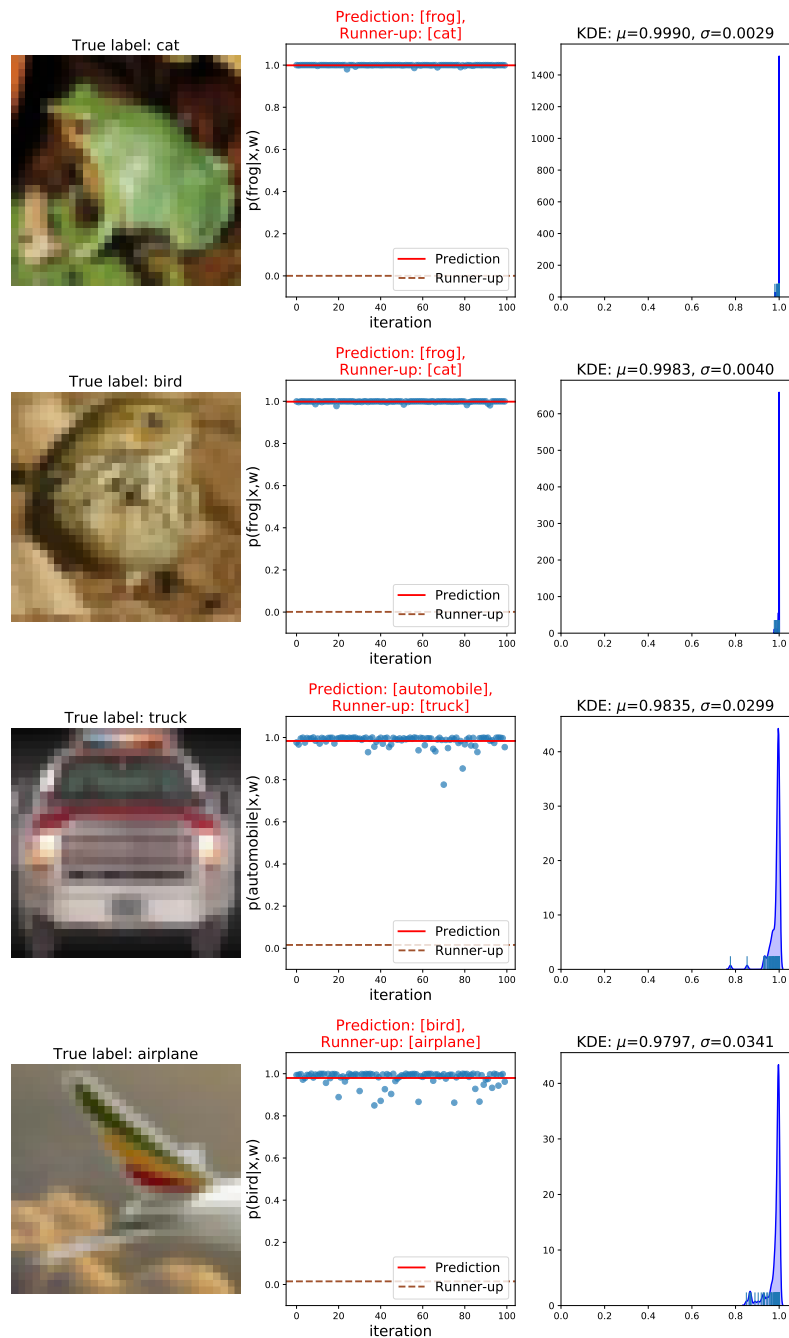 True label: cat
Prediction: [frog],
Runner-up: [cat]
p(frog|x,w)
1.0
0.8
0.6
0.4
0.2
0.0
Prediction
Runner-up
0 20 40 60 80 100
iteration
KDE: μ=0.9990, σ=0.0029
1400
1200
1000
800
600
400
200
0
0.0 0.2 0.4 0.6 0.8 1.0
True label: bird
Prediction: [frog],
Runner-up: [cat]
p(frog|x,w)
1.0
0.8
0.6
0.4
0.2
0.0
Prediction
Runner-up
0 20 40 60 80 100
iteration
KDE: μ=0.9983, σ=0.0040
600
500
400
300
200
100
0
0.0 0.2 0.4 0.6 0.8 1.0
True label: truck
Prediction: [automobile],
Runner-up: [truck]
p(automobile|x,w)
1.0
0.8
0.6
0.4
0.2
0.0
Prediction
Runner-up
0 20 40 60 80 100
iteration
KDE: μ=0.9835, σ=0.0299
40
30
20
10
0
0.0 0.2 0.4 0.6 0.8 1.0
True label: airplane
Prediction: [bird],
Runner-up: [airplane]
p(bird|x,w)
1.0
0.8
0.6
0.4
0.2
0.0
Prediction
Runner-up
0 20 40 60 80 100
iteration
KDE: μ=0.9797, σ=0.0341
40
30
20
10
0
0.0 0.2 0.4 0.6 0.8 1.0